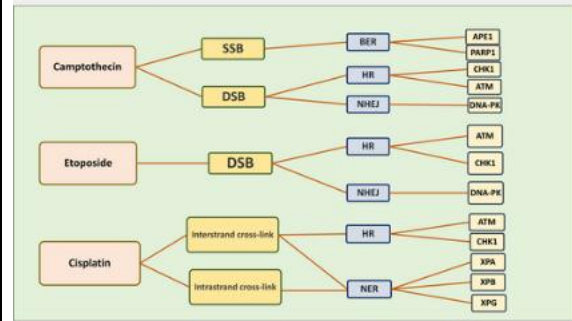 Camptothecin
SSB
DSB
BER
HR
NHEJ
APE1
PARP1
CHK1
ATM
DNA-PK
Etoposide
DSB
HR
NHEJ
ATM
CHK1
DNA-PK
Cisplatin
Interstrand cross-link
Intrastrand cross-link
HR
NER
ATM
CHK1
XPA
XPB
XPG